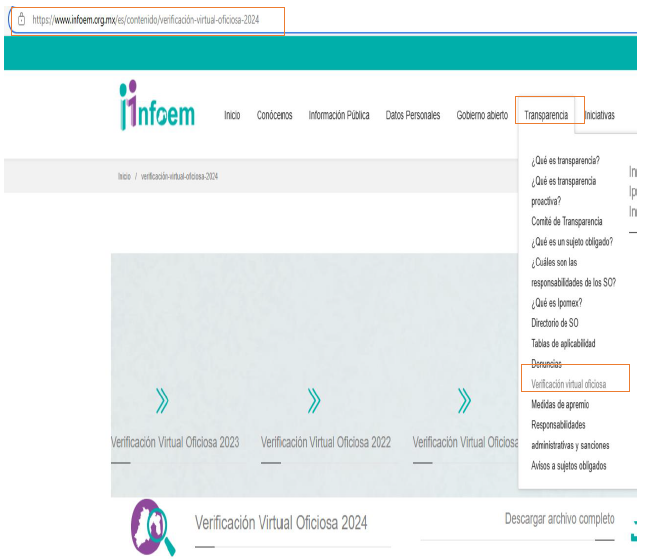 https://www.infoem.org.mx/es/contenido/verificación-virtual-oficiosa-2024
infoem
Inicio Conócenos Información Pública Datos Personales Gobierno abierto Transparencia Iniciativas
Inicio / verificación-virtual-oficiosa-2024
¿Qué es transparencia?
¿Qué es transparencia
proactiva?
Comité de Transparencia
¿Qué es un sujeto obligado?
¿Cuáles son las
responsabilidades de los SO?
¿Qué es Ipomex?
Directorio de SO
Tablas de aplicabilidad
Denuncias
Verificación virtual oficiosa
Medidas de apremio
Responsabilidades
administrativas y sanciones
Avisos a sujetos obligados
Verificación Virtual Oficiosa 2023 Verificación Virtual Oficiosa 2022 Verificación Virtual Oficiosa
Verificación Virtual Oficiosa 2024
Descargar archivo completo